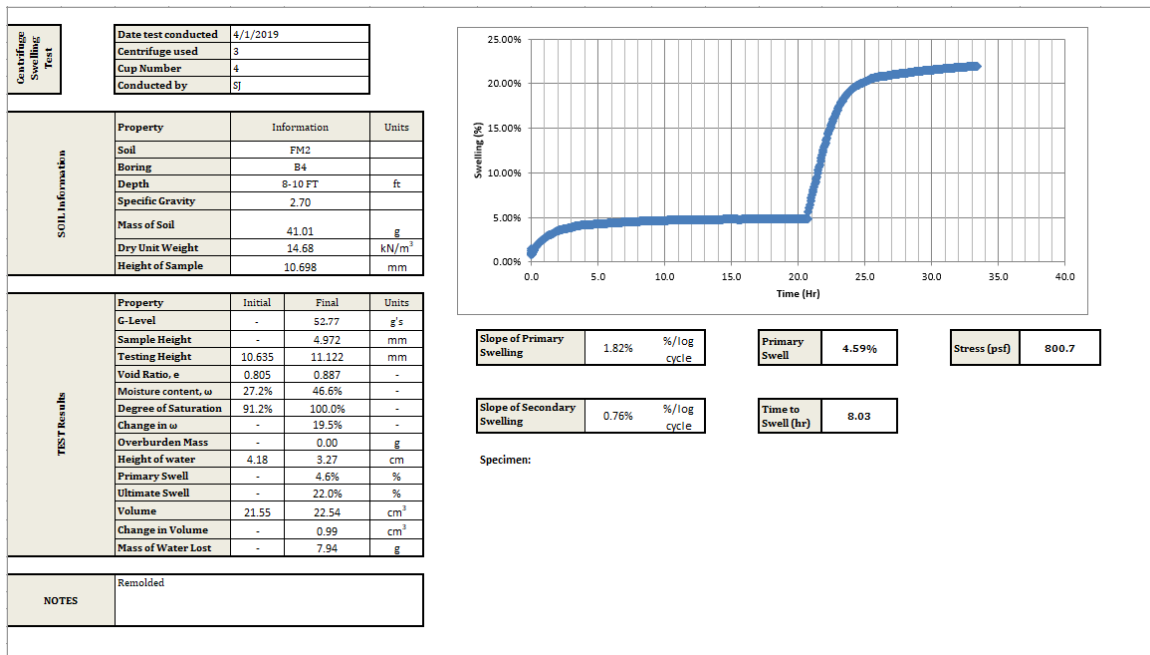 Centrifuge
Swelling
Test
Date test conducted 4/1/2019
Centrifuge used 3
Cup Number 4
Conducted by SJ
SOIL Information
Property Information Units
Soil FM2
Boring B4
Depth 8-10 FT ft
Specific Gravity 2.70
Mass of Soil 41.01 g
Dry Unit Weight 14.68 kN/m³
Height of Sample 10.698 mm
TEST Results
Property Initial Final Units
G-Level - 52.77 g's
Sample Height - 4.972 mm
Testing Height 10.635 11.122 mm
Void Ratio, e 0.805 0.887 -
Moisture content, ω 27.2% 46.6% -
Degree of Saturation 91.2% 100.0% -
Change in ω - 19.5% -
Overburden Mass - 0.00 g
Height of water 4.18 3.27 cm
Primary Swell - 4.6% %
Ultimate Swell - 22.0% %
Volume 21.55 22.54 cm³
Change in Volume - 0.99 cm³
Mass of Water Lost - 7.94 g
NOTES
Remolded
25.00%
20.00%
15.00%
10.00%
5.00%
0.00%
Swelling (%)
0.0 5.0 10.0 15.0 20.0 25.0 30.0 35.0 40.0
Time (Hr)
Slope of Primary
Swelling
1.82%
%/log
cycle
Primary
Swell
4.59%
Stress (psf) 800.7
Slope of Secondary
Swelling
0.76%
%/log
cycle
Time to
Swell (hr)
8.03
Specimen: